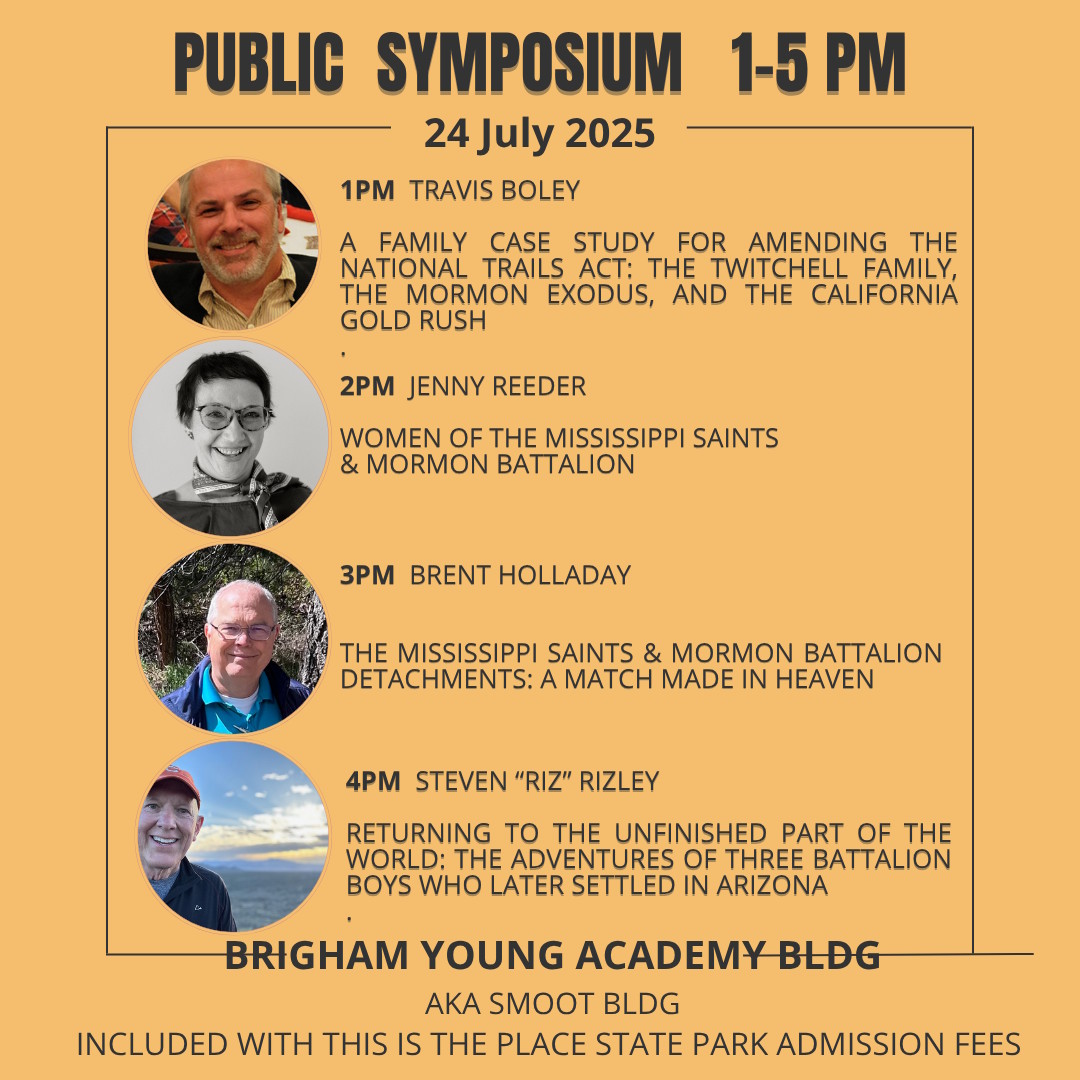 PUBLIC SYMPOSIUM 1-5 PM
24 July 2025
1PM TRAVIS BOLEY
A FAMILY CASE STUDY FOR AMENDING THE
NATIONAL TRAILS ACT: THE TWITCHELL FAMILY,
THE MORMON EXODUS, AND THE CALIFORNIA
GOLD RUSH
.
2PM JENNY REEDER
WOMEN OF THE MISSISSIPPI SAINTS
& MORMON BATTALION
3PM BRENT HOLLADAY
THE MISSISSIPPI SAINTS & MORMON BATTALION
DETACHMENTS: A MATCH MADE IN HEAVEN
4PM STEVEN “RIZ” RIZLEY
RETURNING TO THE UNFINISHED PART OF THE
WORLD: THE ADVENTURES OF THREE BATTALION
BOYS WHO LATER SETTLED IN ARIZONA
.
BRIGHAM YOUNG ACADEMY BLDG
AKA SMOOT BLDG
INCLUDED WITH THIS IS THE PLACE STATE PARK ADMISSION FEES